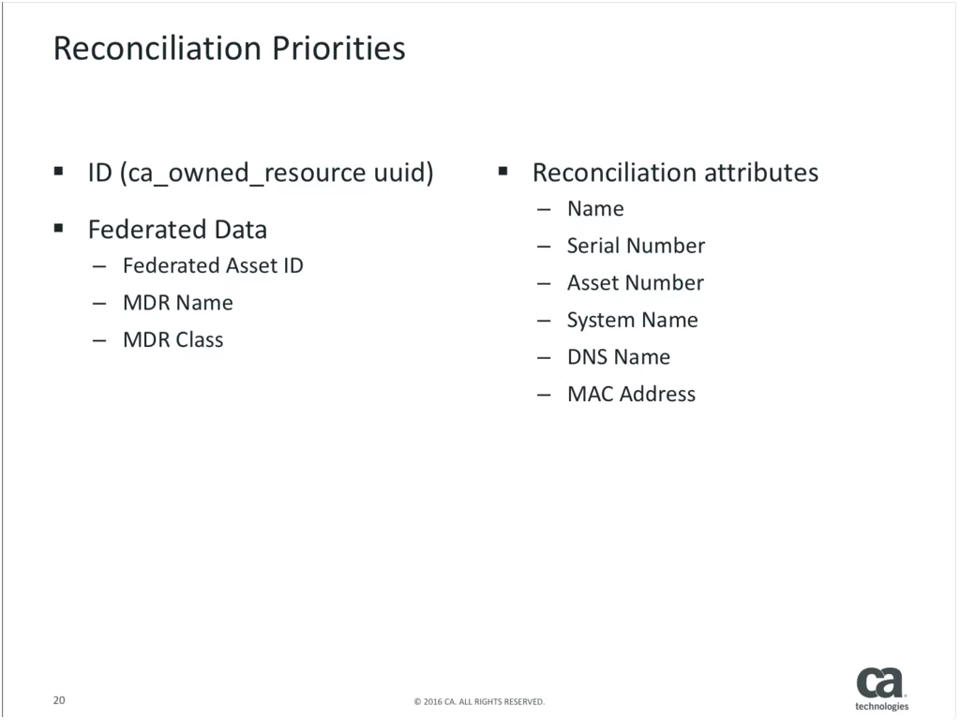 Reconciliation Priorities
▪ ID (ca_owned_resource uuid)
▪ Federated Data
– Federated Asset ID
– MDR Name
– MDR Class
▪ Reconciliation attributes
– Name
– Serial Number
– Asset Number
– System Name
– DNS Name
– MAC Address
20
© 2016 CA. ALL RIGHTS RESERVED.
ca
technologies